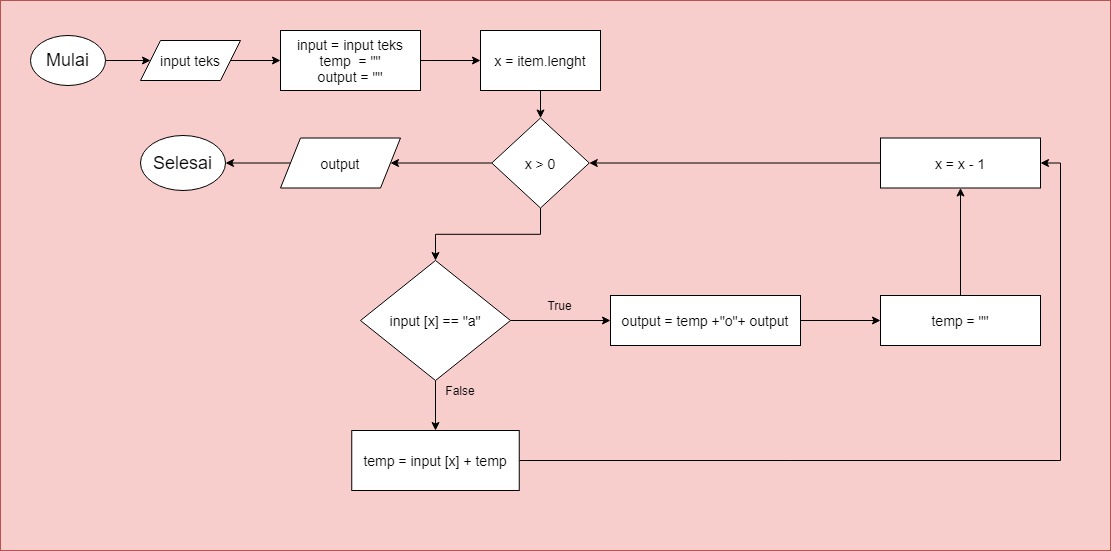 Mulai
input teks
input = input teks
temp = ""
output = ""
x = item.lenght
Selesai
output
x > 0
x = x - 1
input [x] == "a"
True
output = temp +"o"+ output
temp = ""
False
temp = input [x] + temp